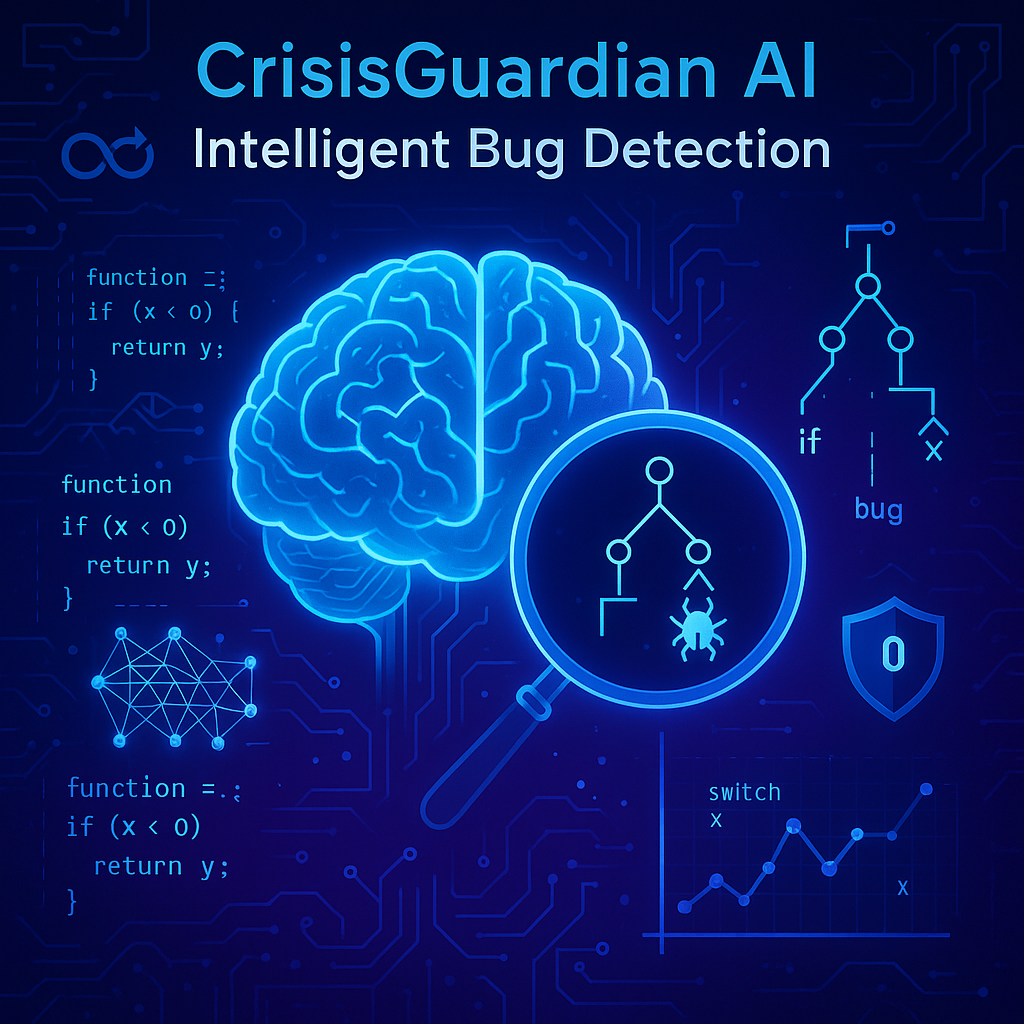 CrisisGuardian AI
Intelligent Bug Detection
function
if (x < 0) {
return y;
}
function
if (x < 0)
return y;
}
function =.;
if (x < 0)
return y;
}
if
x
bug
0
switch
x
x